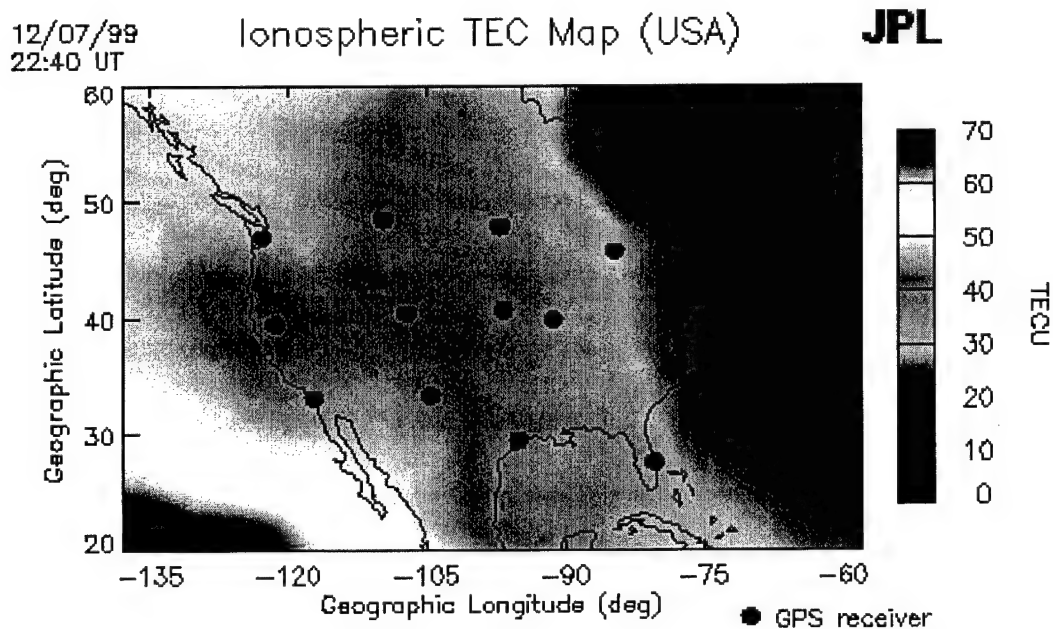 12/07/99
22:40 UT
Ionospheric TEC Map (USA)
JPL
60
50
40
30
20
Geographic Latitude (deg)
-135
-120
-105
-90
-75
-60
Geographic Longitude (deg)
GPS receiver
70
60
50
40
30
20
10
0
TECU